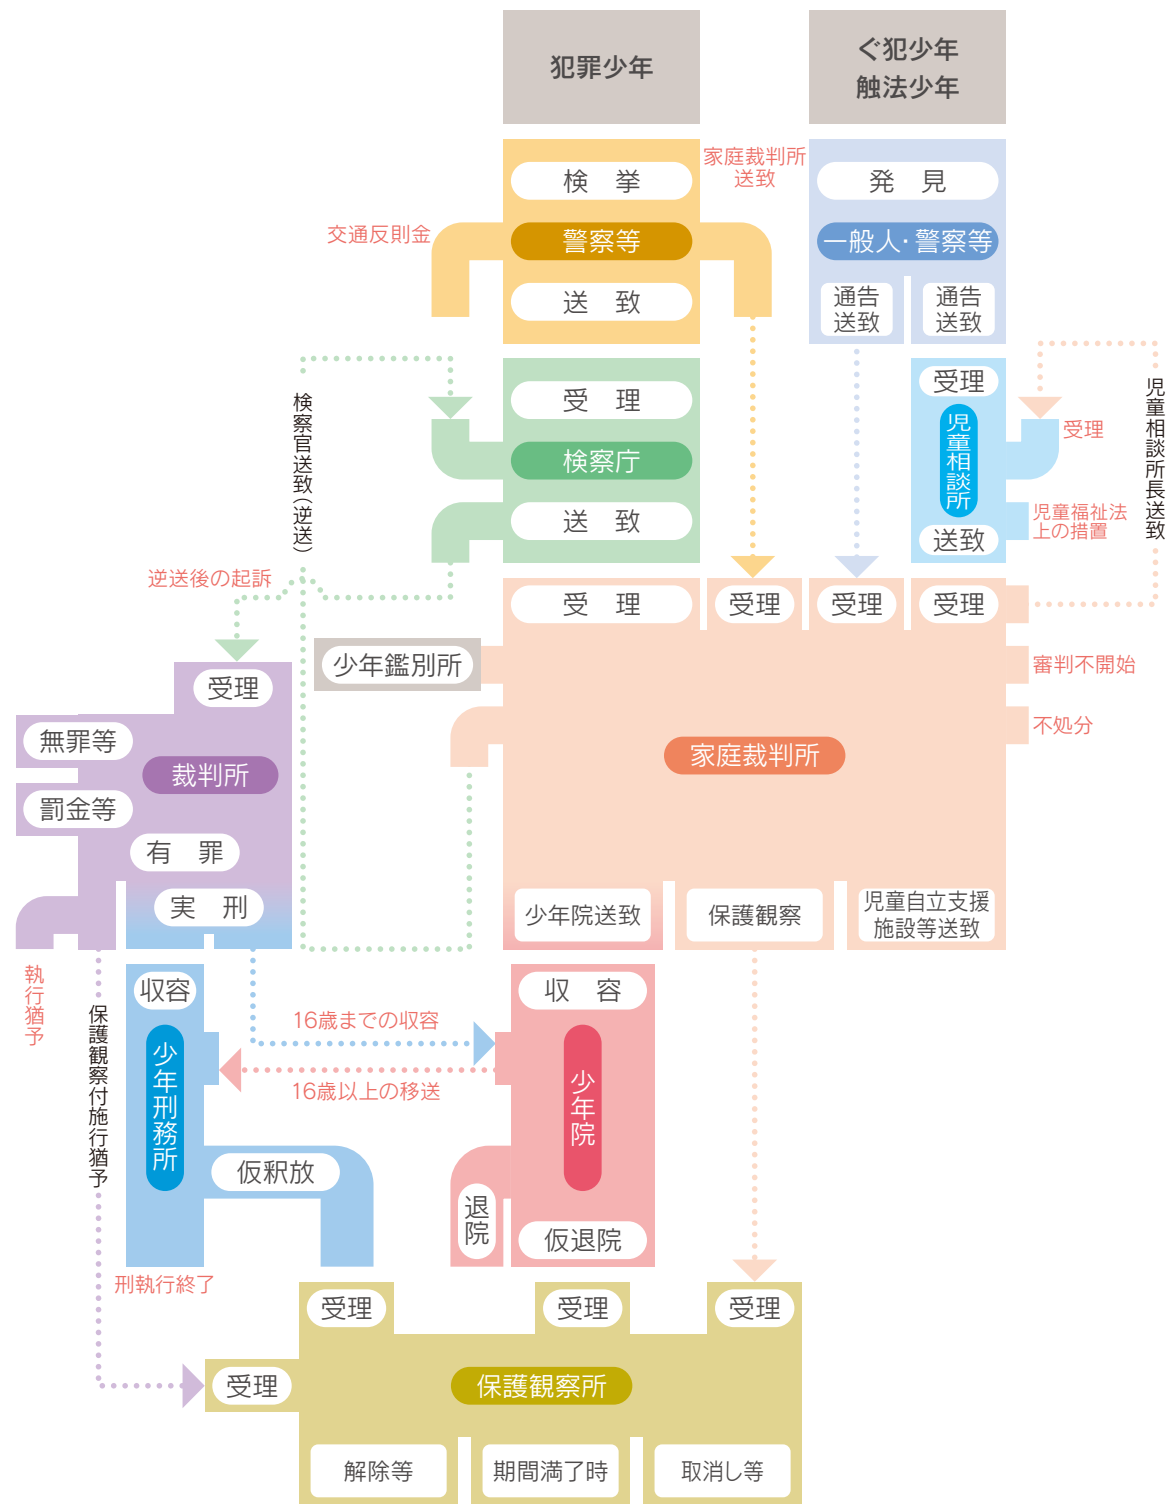 犯罪少年
ぐ犯少年
触法少年
検　挙
警察等
送　致
交通反則金
家庭裁判所
送致
発　見
一般人・警察等
通告
送致
通告
送致
受　理
検察庁
送　致
検察官送致(逆送)
逆送後の起訴
受理
児童相談所
送致
受理
児童福祉法
上の措置
児童相談所長送致
受　理
受理
受理
受理
少年鑑別所
審判不開始
不処分
家庭裁判所
少年院送致
保護観察
児童自立支援
施設等送致
受理
無罪等
裁判所
罰金等
有　罪
実　刑
執行猶予
保護観察付施行猶予
収容
少年刑務所
仮釈放
刑執行終了
16歳までの収容
16歳以上の移送
収　容
少年院
退院
仮退院
受理
受理
受理
受理
保護観察所
解除等
期間満了時
取消し等